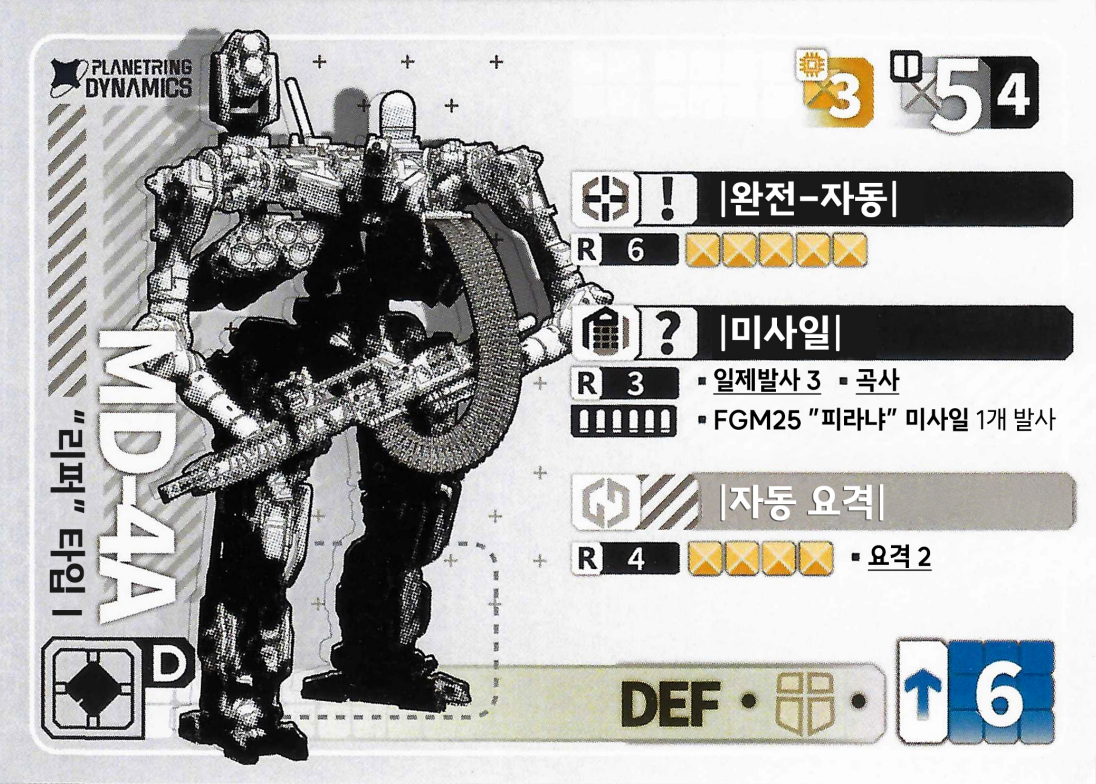 PLANETRING
DYNAMICS
3
5 4
|완전-자동|
R 6
|미사일|
R 3 ▪ 일제발사 3 ▪ 곡사
▪ FGM25 "피라냐" 미사일 1개 발사
|자동 요격|
R 4 ▪ 요격 2
MD-4A
"리퍼" 타입 I
D
DEF
6